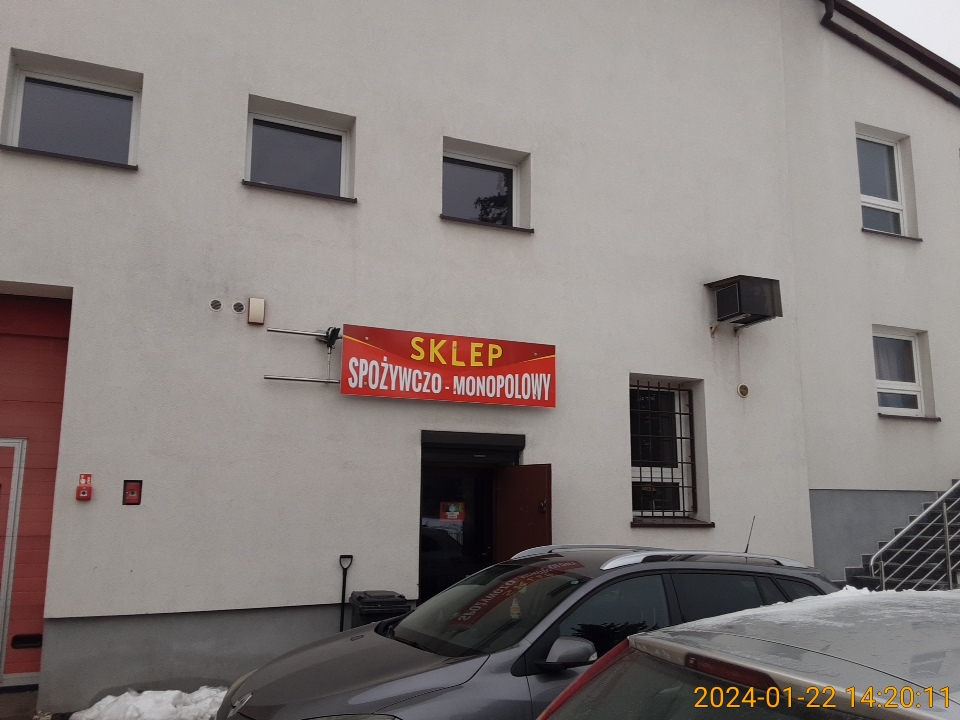 SKLEP
SPOŻYWCZO - MONOPOLOWY
2024-01-22 14:20:11